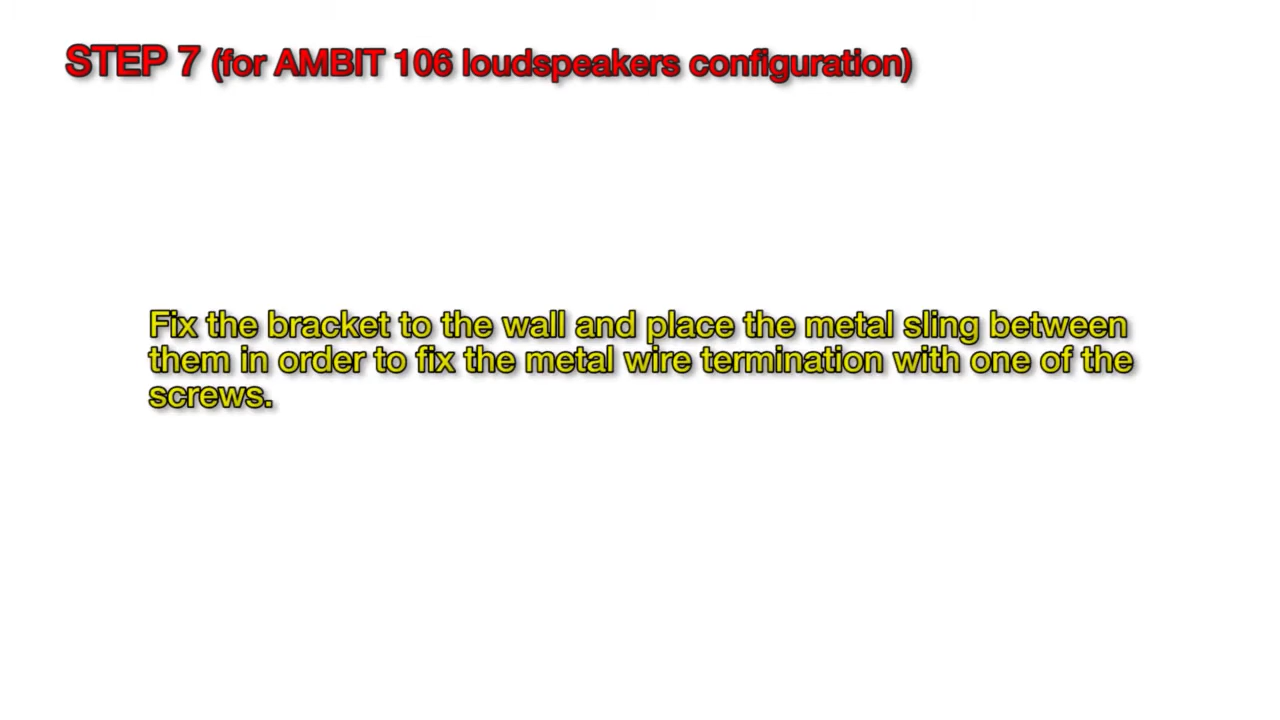 STEP 7 (for AMBIT 106 loudspeakers configuration)
Fix the bracket to the wall and place the metal sling between
them in order to fix the metal wire termination with one of the
screws.